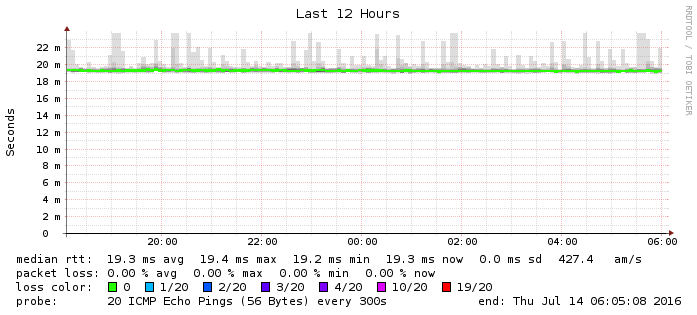 Last 12 Hours
RRDTOOL / TOBI OETIKER
Seconds
22 m
20 m
18 m
16 m
14 m
12 m
10 m
8 m
6 m
4 m
2 m
0
20:00 22:00 00:00 02:00 04:00 06:00
median rtt: 19.3 ms avg 19.4 ms max 19.2 ms min 19.3 ms now 0.0 ms sd 427.4 am/s
packet loss: 0.00 % avg 0.00 % max 0.00 % min 0.00 % now
loss color: 0 1/20 2/20 3/20 4/20 10/20 19/20
probe: 20 ICMP Echo Pings (56 Bytes) every 300s end: Thu Jul 14 06:05:08 2016